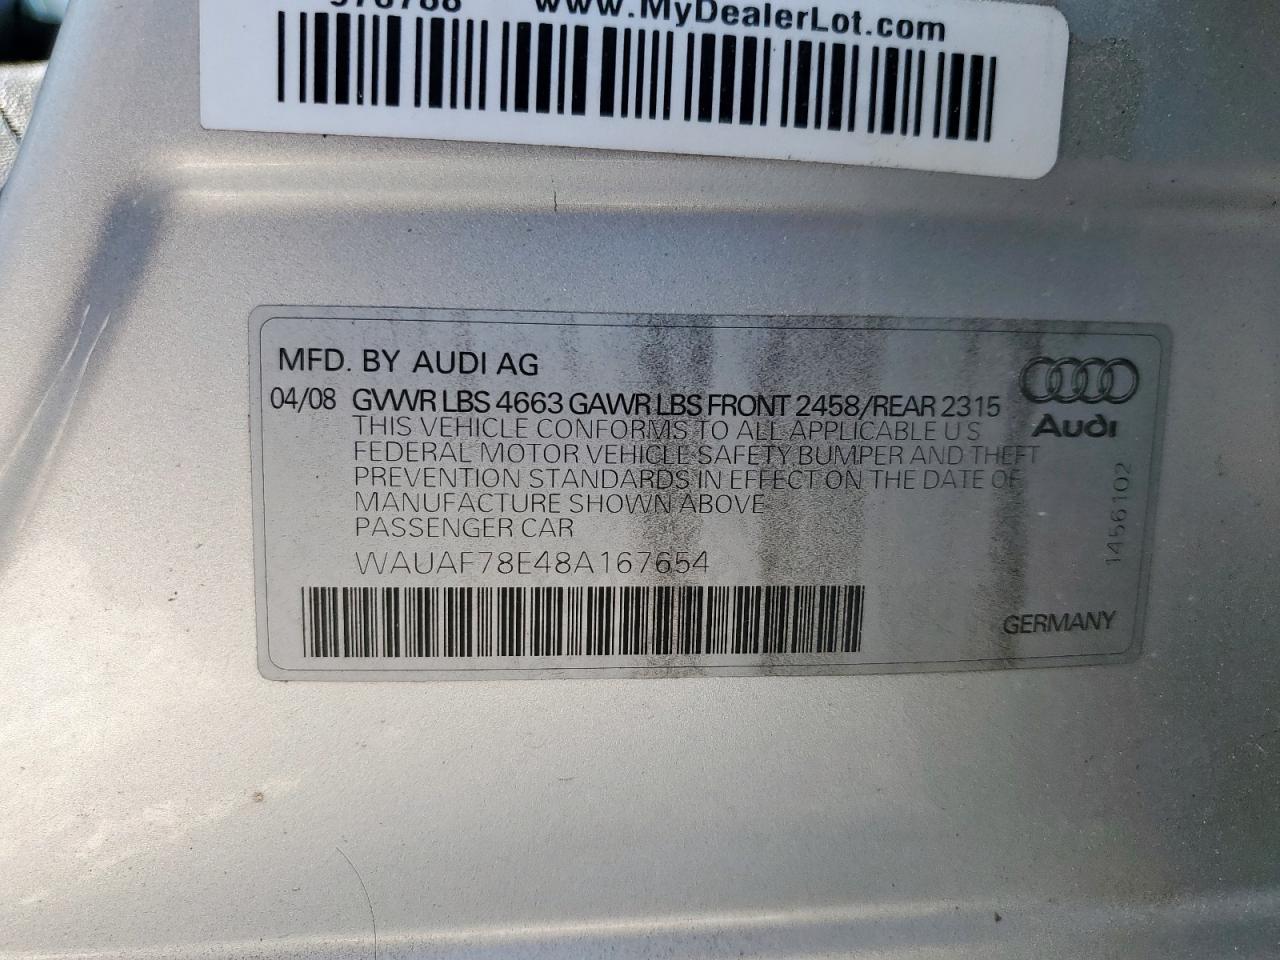 www.MyDealerLot.com
MFD. BY AUDI AG
04/08 GVWR LBS 4663 GAWR LBS FRONT 2458/REAR 2315
THIS VEHICLE CONFORMS TO ALL APPLICABLE U S
FEDERAL MOTOR VEHICLE SAFETY BUMPER AND THEFT
PREVENTION STANDARDS IN EFFECT ON THE DATE OF
MANUFACTURE SHOWN ABOVE
PASSENGER CAR
WAUAF78E48A167654
Audi
1456102
GERMANY